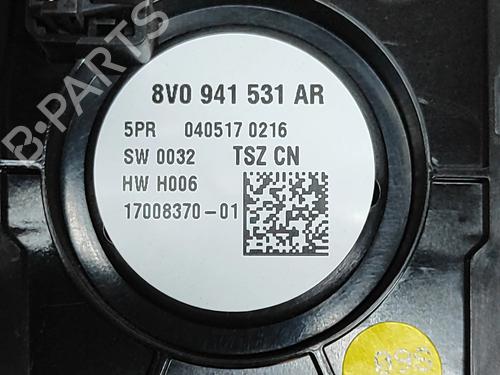 B-PARTS
8V0 941 531 AR
5PR 040517 0216
SW 0032 TSZ CN
HW H006
17008370-01